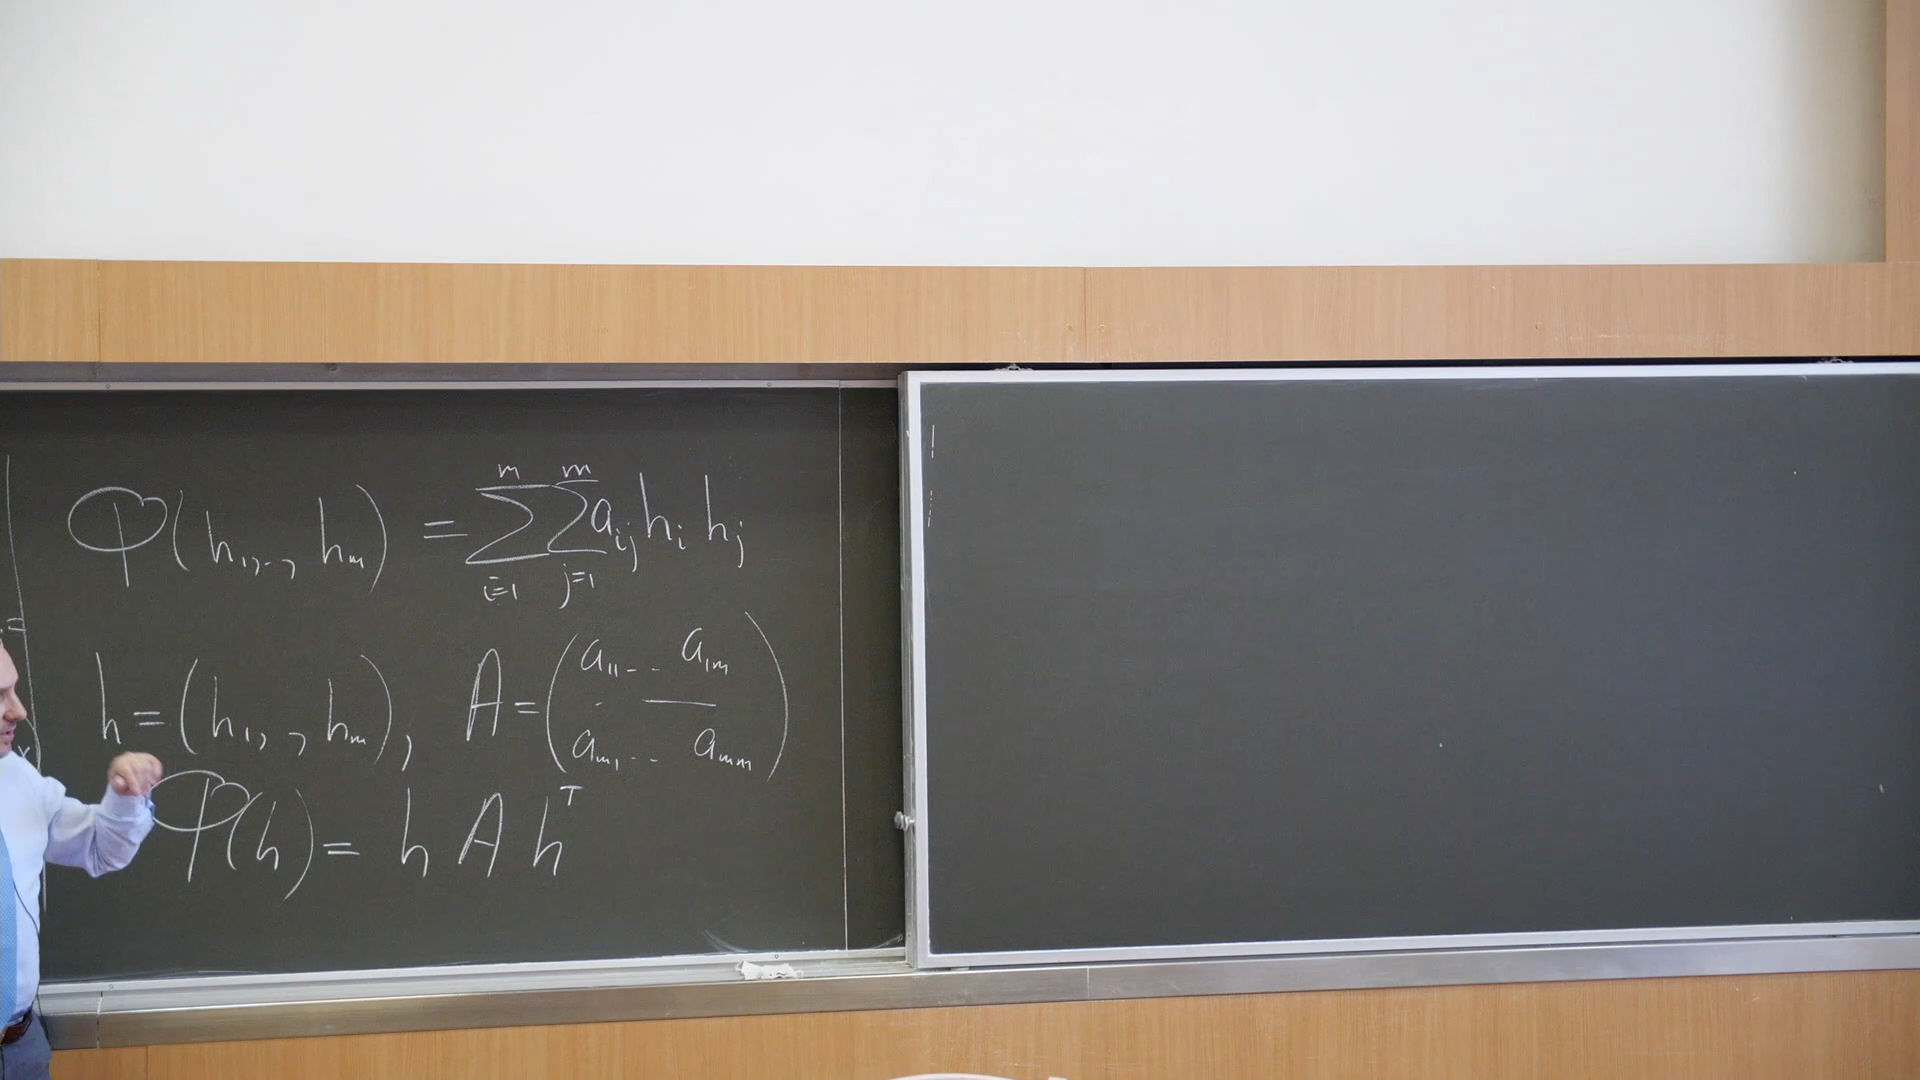 Φ(h₁,..,hₘ) = ∑ᵢ₌₁ᵐ ∑ⱼ₌₁ᵐ aᵢⱼ hᵢ hⱼ
h = (h₁, , hₘ), A = (a₁₁ .. a₁ₘ
aₘ₁ .. aₘₘ)
Φ(h) = h A hᵀ